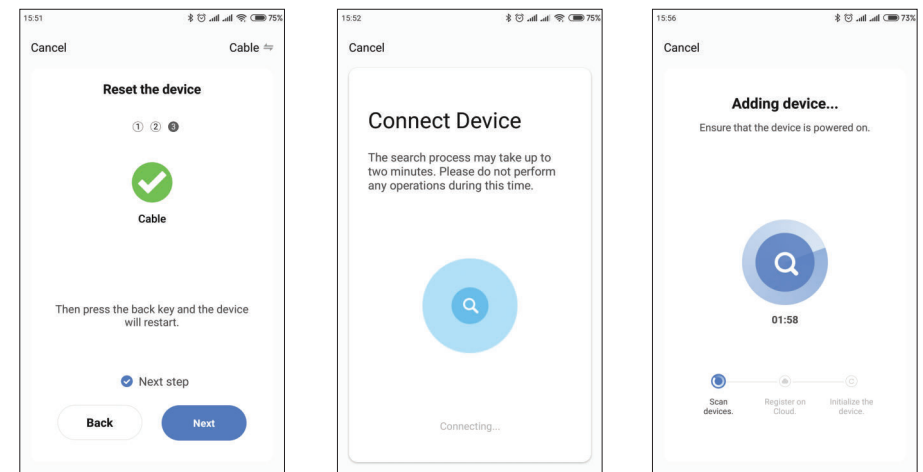 15:51
75%
Cancel
Cable
Reset the device
1 2 3
Cable
Then press the back key and the device
will restart.
Next step
Back
Next
15:52
75%
Cancel
Connect Device
The search process may take up to
two minutes. Please do not perform
any operations during this time.
Connecting...
15:56
73%
Cancel
Adding device...
Ensure that the device is powered on.
01:58
Scan
devices.
Register on
Cloud.
Initialize the
device.